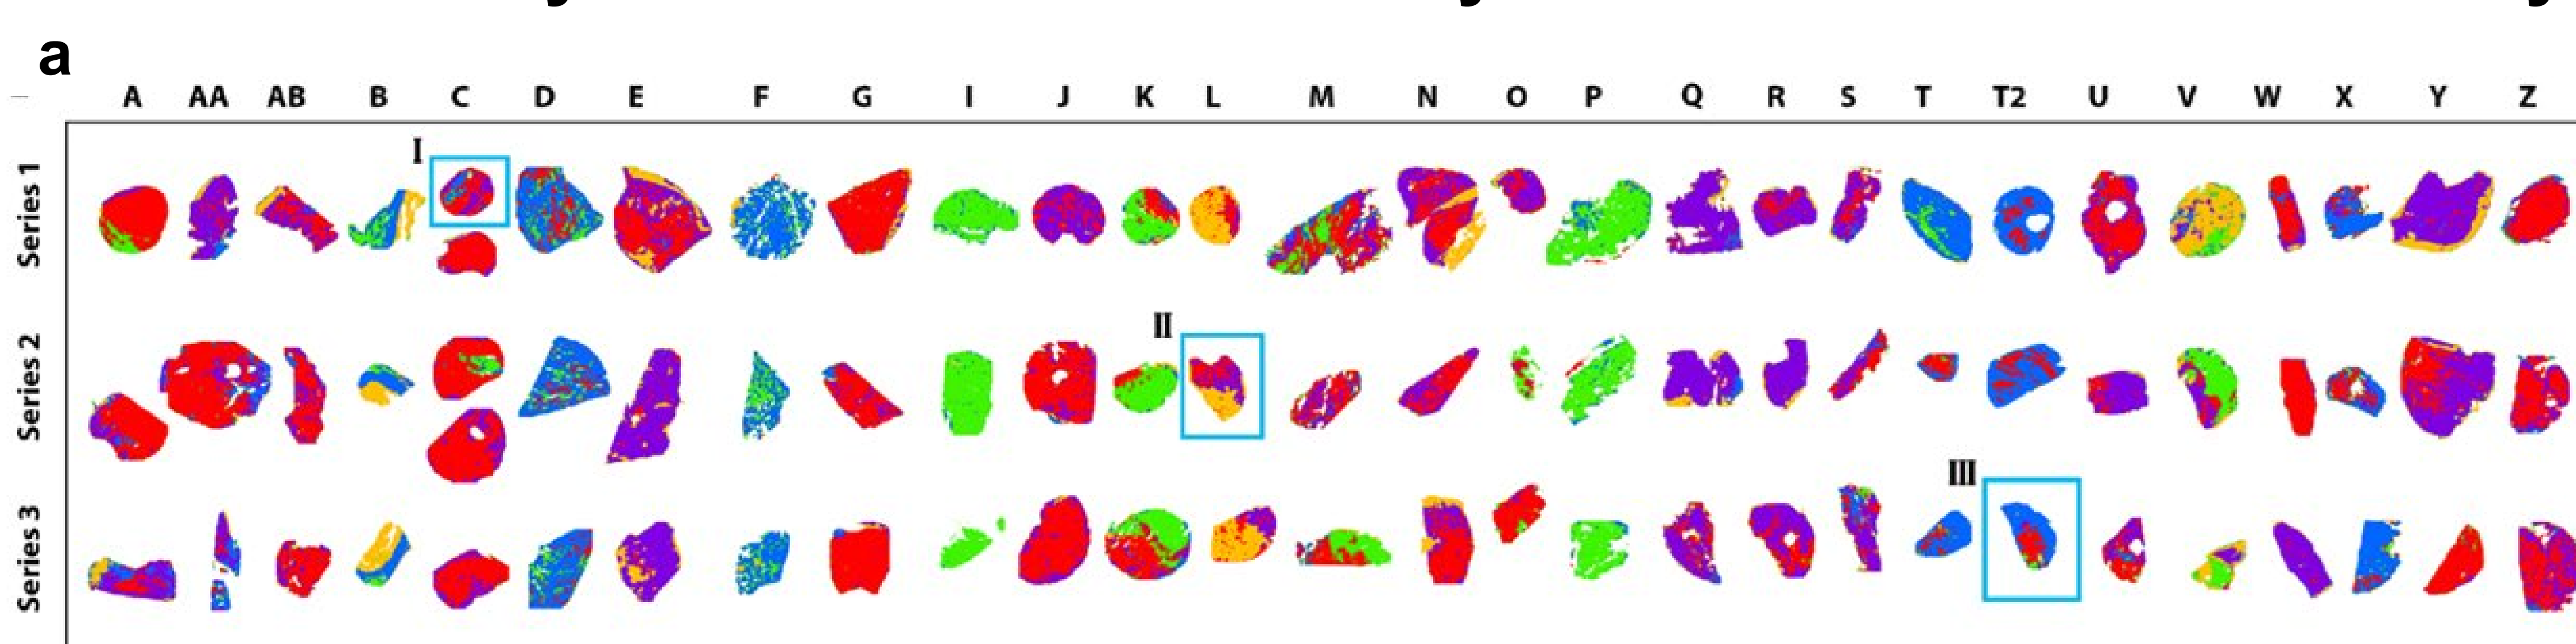 a
A AA AB B C D E F G I J K L M N O P Q R S T T2 U V W X Y Z
I
Series 1
II
Series 2
III
Series 3